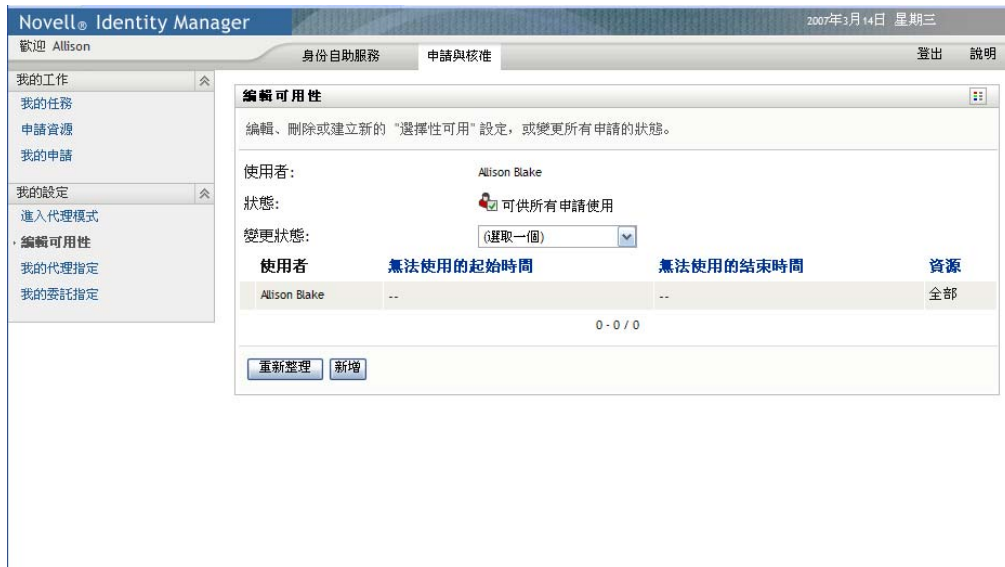 Novell® Identity Manager
2007年3月14日 星期三
歡迎 Allison
身份自助服務
申請與核准
登出
說明
我的工作
我的任務
申請資源
我的申請
我的設定
進入代理模式
編輯可用性
我的代理指定
我的委託指定
編輯可用性
編輯、刪除或建立新的 "選擇性可用" 設定，或變更所有申請的狀態。
使用者: Allison Blake
狀態: 可供所有申請使用
變更狀態: (選取一個)
使用者 無法使用的起始時間 無法使用的結束時間 資源
Allison Blake -- -- 全部
0 - 0 / 0
重新整理 新增